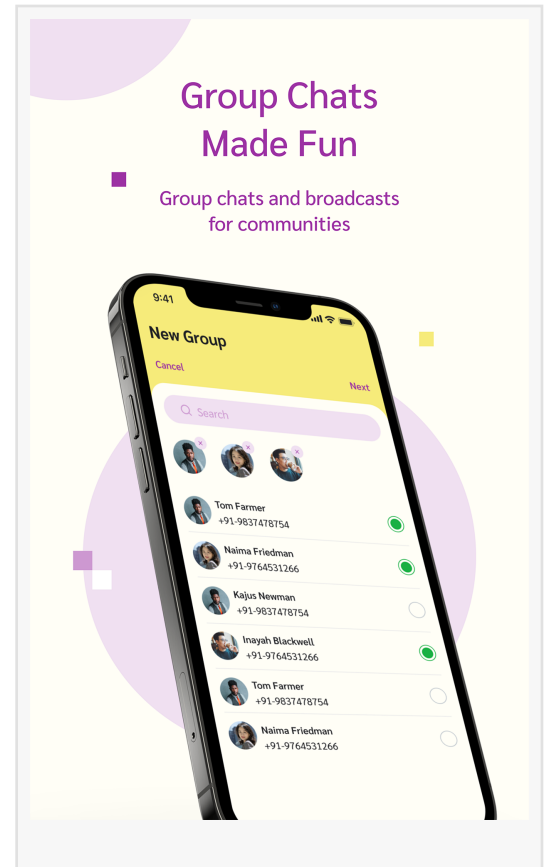 Group Chats
Made Fun
Group chats and broadcasts
for communities
9:41
New Group
Cancel
Next
Search
Tom Farmer
+91-9837478754
Naima Friedman
+91-9764531266
Kajus Newman
+91-9837478754
Inayah Blackwell
+91-9764531266
Tom Farmer
+91-9837478754
Naima Friedman
+91-9764531266